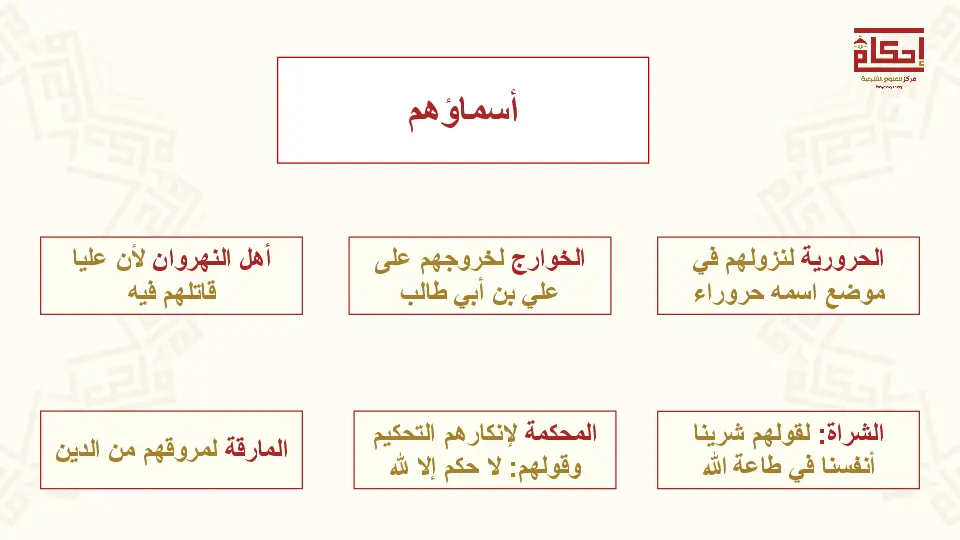 إحكام
مركز للعلوم الشرعية
أسماؤهم
الحرورية لنزولهم في
موضع اسمه حروراء
الخوارج لخروجهم على
علي بن أبي طالب
أهل النهروان لأن عليا
قاتلهم فيه
الشراة: لقولهم شرينا
أنفسنا في طاعة الله
المحكمة لإنكارهم التحكيم
وقولهم: لا حكم إلا لله
المارقة لمروقهم من الدين